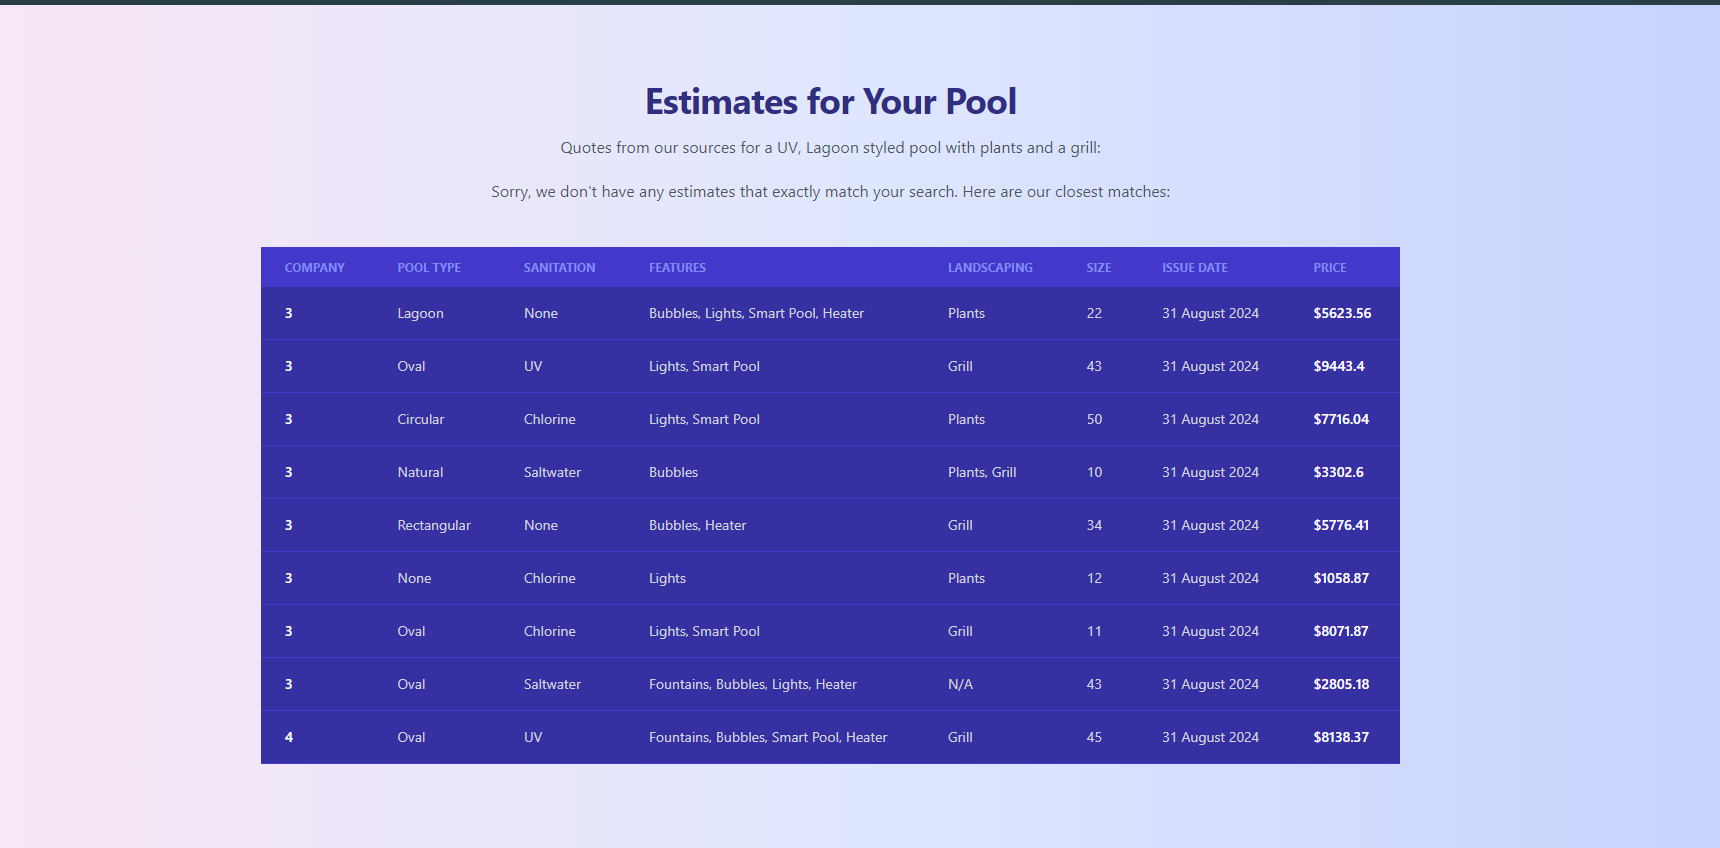 Estimates for Your Pool
Quotes from our sources for a UV, Lagoon styled pool with plants and a grill:
Sorry, we don't have any estimates that exactly match your search. Here are our closest matches:
COMPANY POOL TYPE SANITATION FEATURES LANDSCAPING SIZE ISSUE DATE PRICE
3 Lagoon None Bubbles, Lights, Smart Pool, Heater Plants 22 31 August 2024 $5623.56
3 Oval UV Lights, Smart Pool Grill 43 31 August 2024 $9443.4
3 Circular Chlorine Lights, Smart Pool Plants 50 31 August 2024 $7716.04
3 Natural Saltwater Bubbles Plants, Grill 10 31 August 2024 $3302.6
3 Rectangular None Bubbles, Heater Grill 34 31 August 2024 $5776.41
3 None Chlorine Lights Plants 12 31 August 2024 $1058.87
3 Oval Chlorine Lights, Smart Pool Grill 11 31 August 2024 $8071.87
3 Oval Saltwater Fountains, Bubbles, Lights, Heater N/A 43 31 August 2024 $2805.18
4 Oval UV Fountains, Bubbles, Smart Pool, Heater Grill 45 31 August 2024 $8138.37